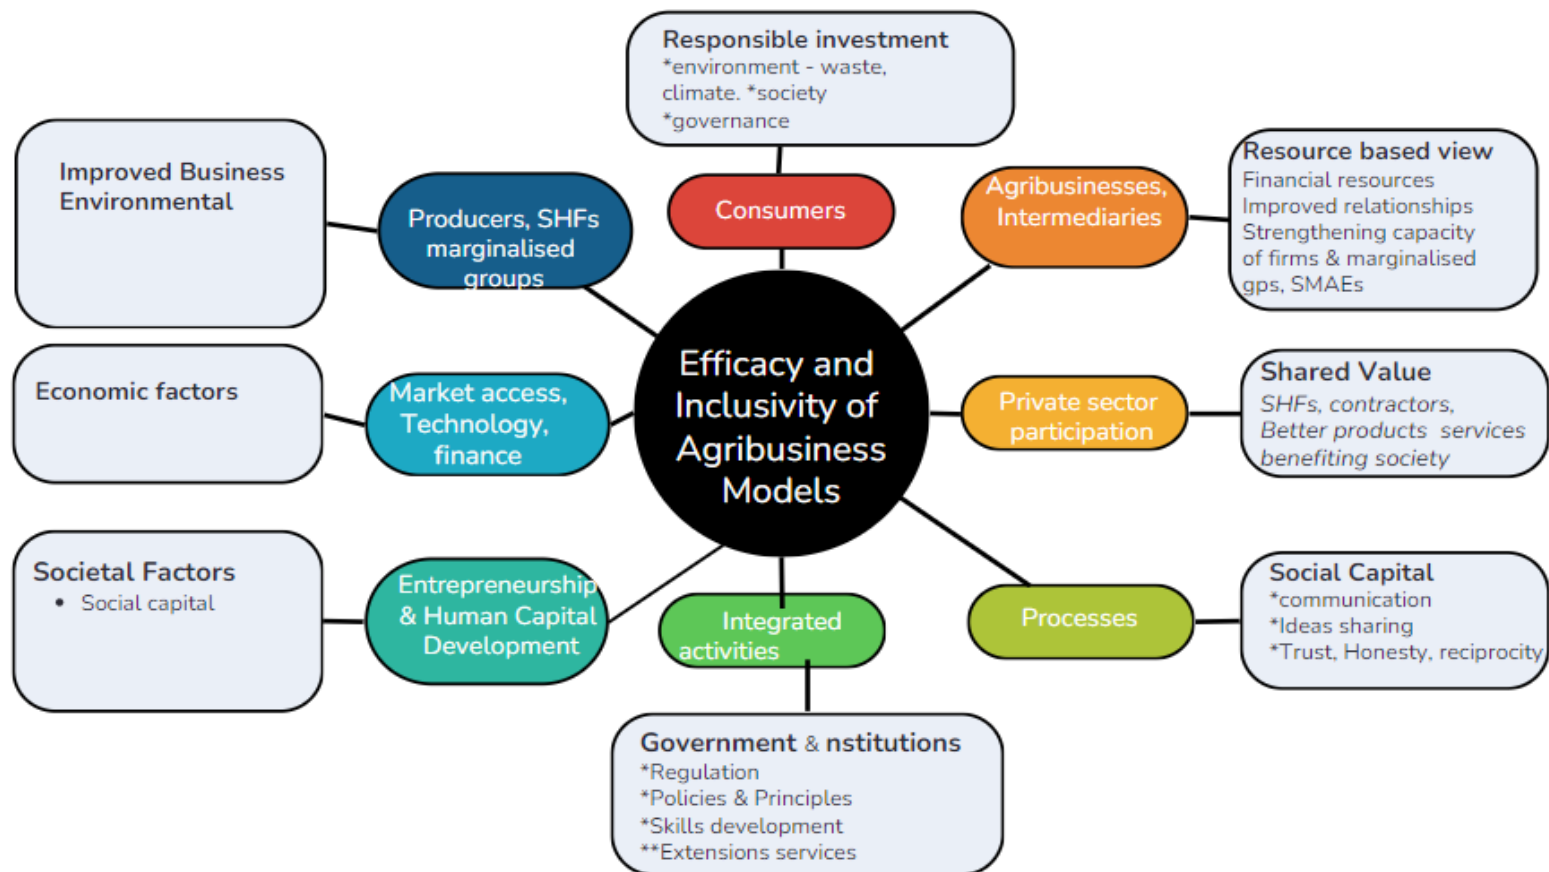 Responsible investment
*environment - waste,
climate. *society
*governance
Improved Business
Environmental
Producers, SHFs
marginalised
groups
Consumers
Agribusinesses,
Intermediaries
Resource based view
Financial resources
Improved relationships
Strengthening capacity
of firms & marginalised
gps, SMAEs
Economic factors
Market access,
Technology,
finance
Efficacy and
Inclusivity of
Agribusiness
Models
Private sector
participation
Shared Value
SHFs, contractors,
Better products services
benefiting society
Societal Factors
• Social capital
Entrepreneurship
& Human Capital
Development
Integrated
activities
Processes
Social Capital
*communication
*Ideas sharing
*Trust, Honesty, reciprocity
Government & nstitutions
*Regulation
*Policies & Principles
*Skills development
**Extensions services